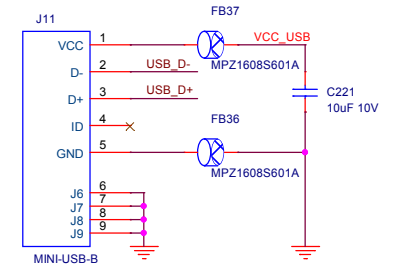 J11
FB37
VCC 1
VCC_USB
D- 2 USB_D-
MPZ1608S601A
D+ 3 USB_D+
C221
10uF 10V
ID 4
FB36
GND 5
MPZ1608S601A
J6 6
J7 7
J8 8
J9 9
MINI-USB-B